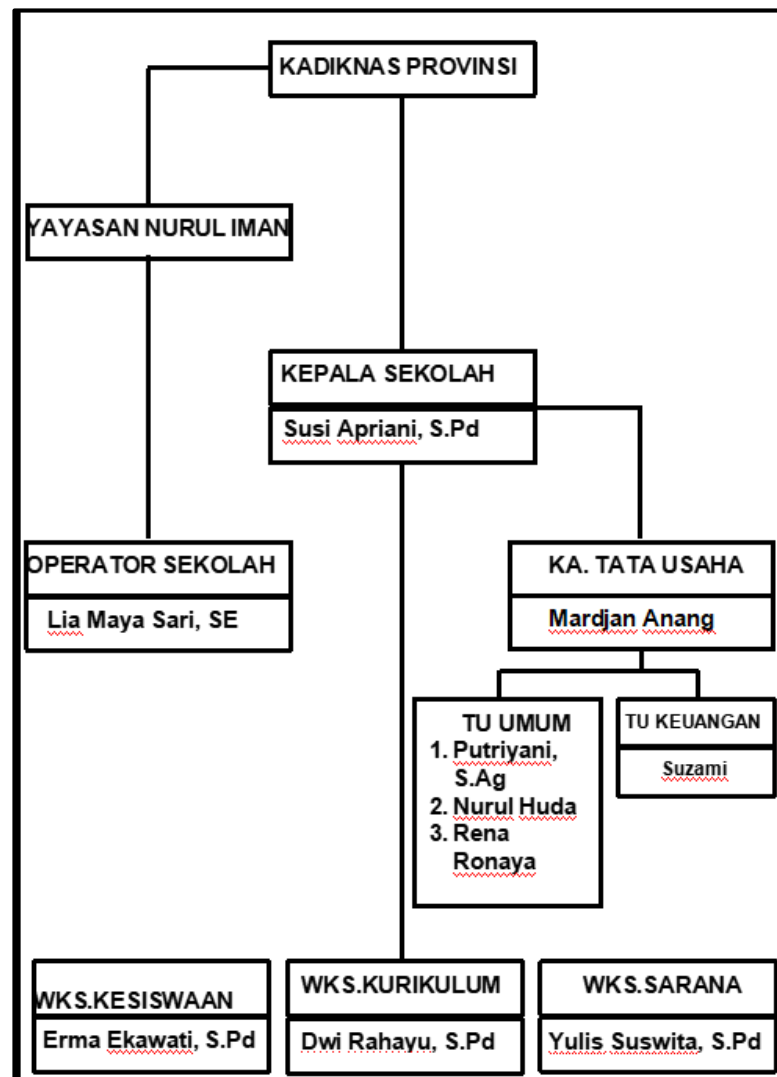 KADIKNAS PROVINSI
YAYASAN NURUL IMAN
KEPALA SEKOLAH
Susi Apriani, S.Pd
OPERATOR SEKOLAH
Lia Maya Sari, SE
KA. TATA USAHA
Mardjan Anang
TU UMUM
1. Putriyani,
S.Ag
2. Nurul Huda
3. Rena
Ronaya
TU KEUANGAN
Suzami
WKS.KESISWAAN
Erma Ekawati, S.Pd
WKS.KURIKULUM
Dwi Rahayu, S.Pd
WKS.SARANA
Yulis Suswita, S.Pd